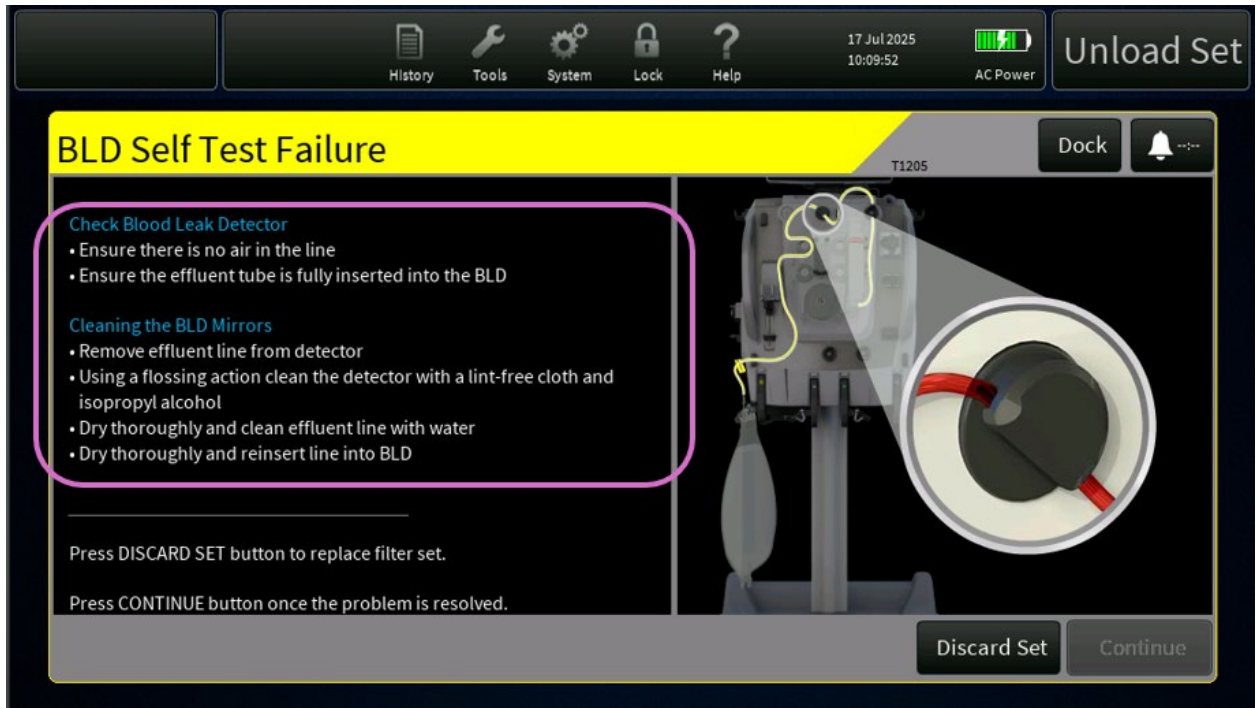 History
Tools
System
Lock
Help
17 Jul 2025
10:09:52
AC Power
Unload Set
BLD Self Test Failure
T1205
Dock
--:--
Check Blood Leak Detector
• Ensure there is no air in the line
• Ensure the effluent tube is fully inserted into the BLD
Cleaning the BLD Mirrors
• Remove effluent line from detector
• Using a flossing action clean the detector with a lint-free cloth and
isopropyl alcohol
• Dry thoroughly and clean effluent line with water
• Dry thoroughly and reinsert line into BLD
Press DISCARD SET button to replace filter set.
Press CONTINUE button once the problem is resolved.
Discard Set
Continue